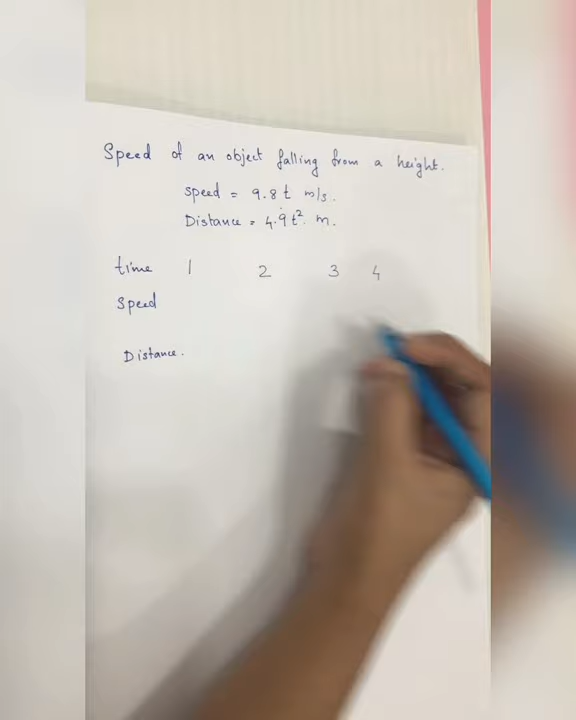 Speed of an object falling from a height.
Speed = 9.8 t m/s.
Distance = 4.9 t². m.
time 1 2 3 4
Speed
Distance.